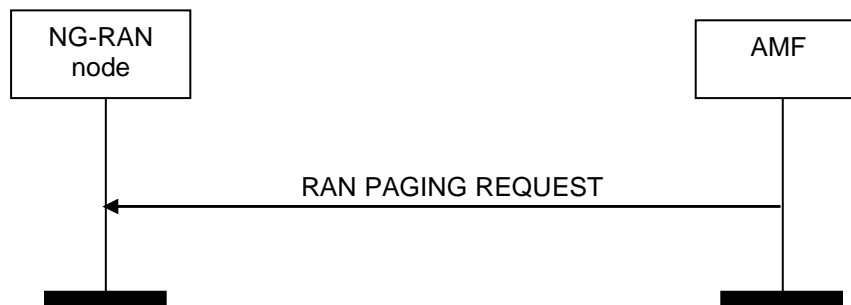 NG-RAN
node
AMF
RAN PAGING REQUEST